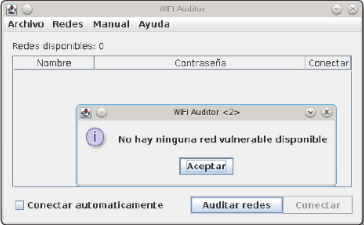 WIFI Auditor
Archivo Redes Manual Ayuda
Redes disponibles: 0
Nombre Contraseña Conectar
WIFI Auditor <2>
No hay ninguna red vulnerable disponible
Aceptar
Conectar automaticamente Auditar redes Conectar